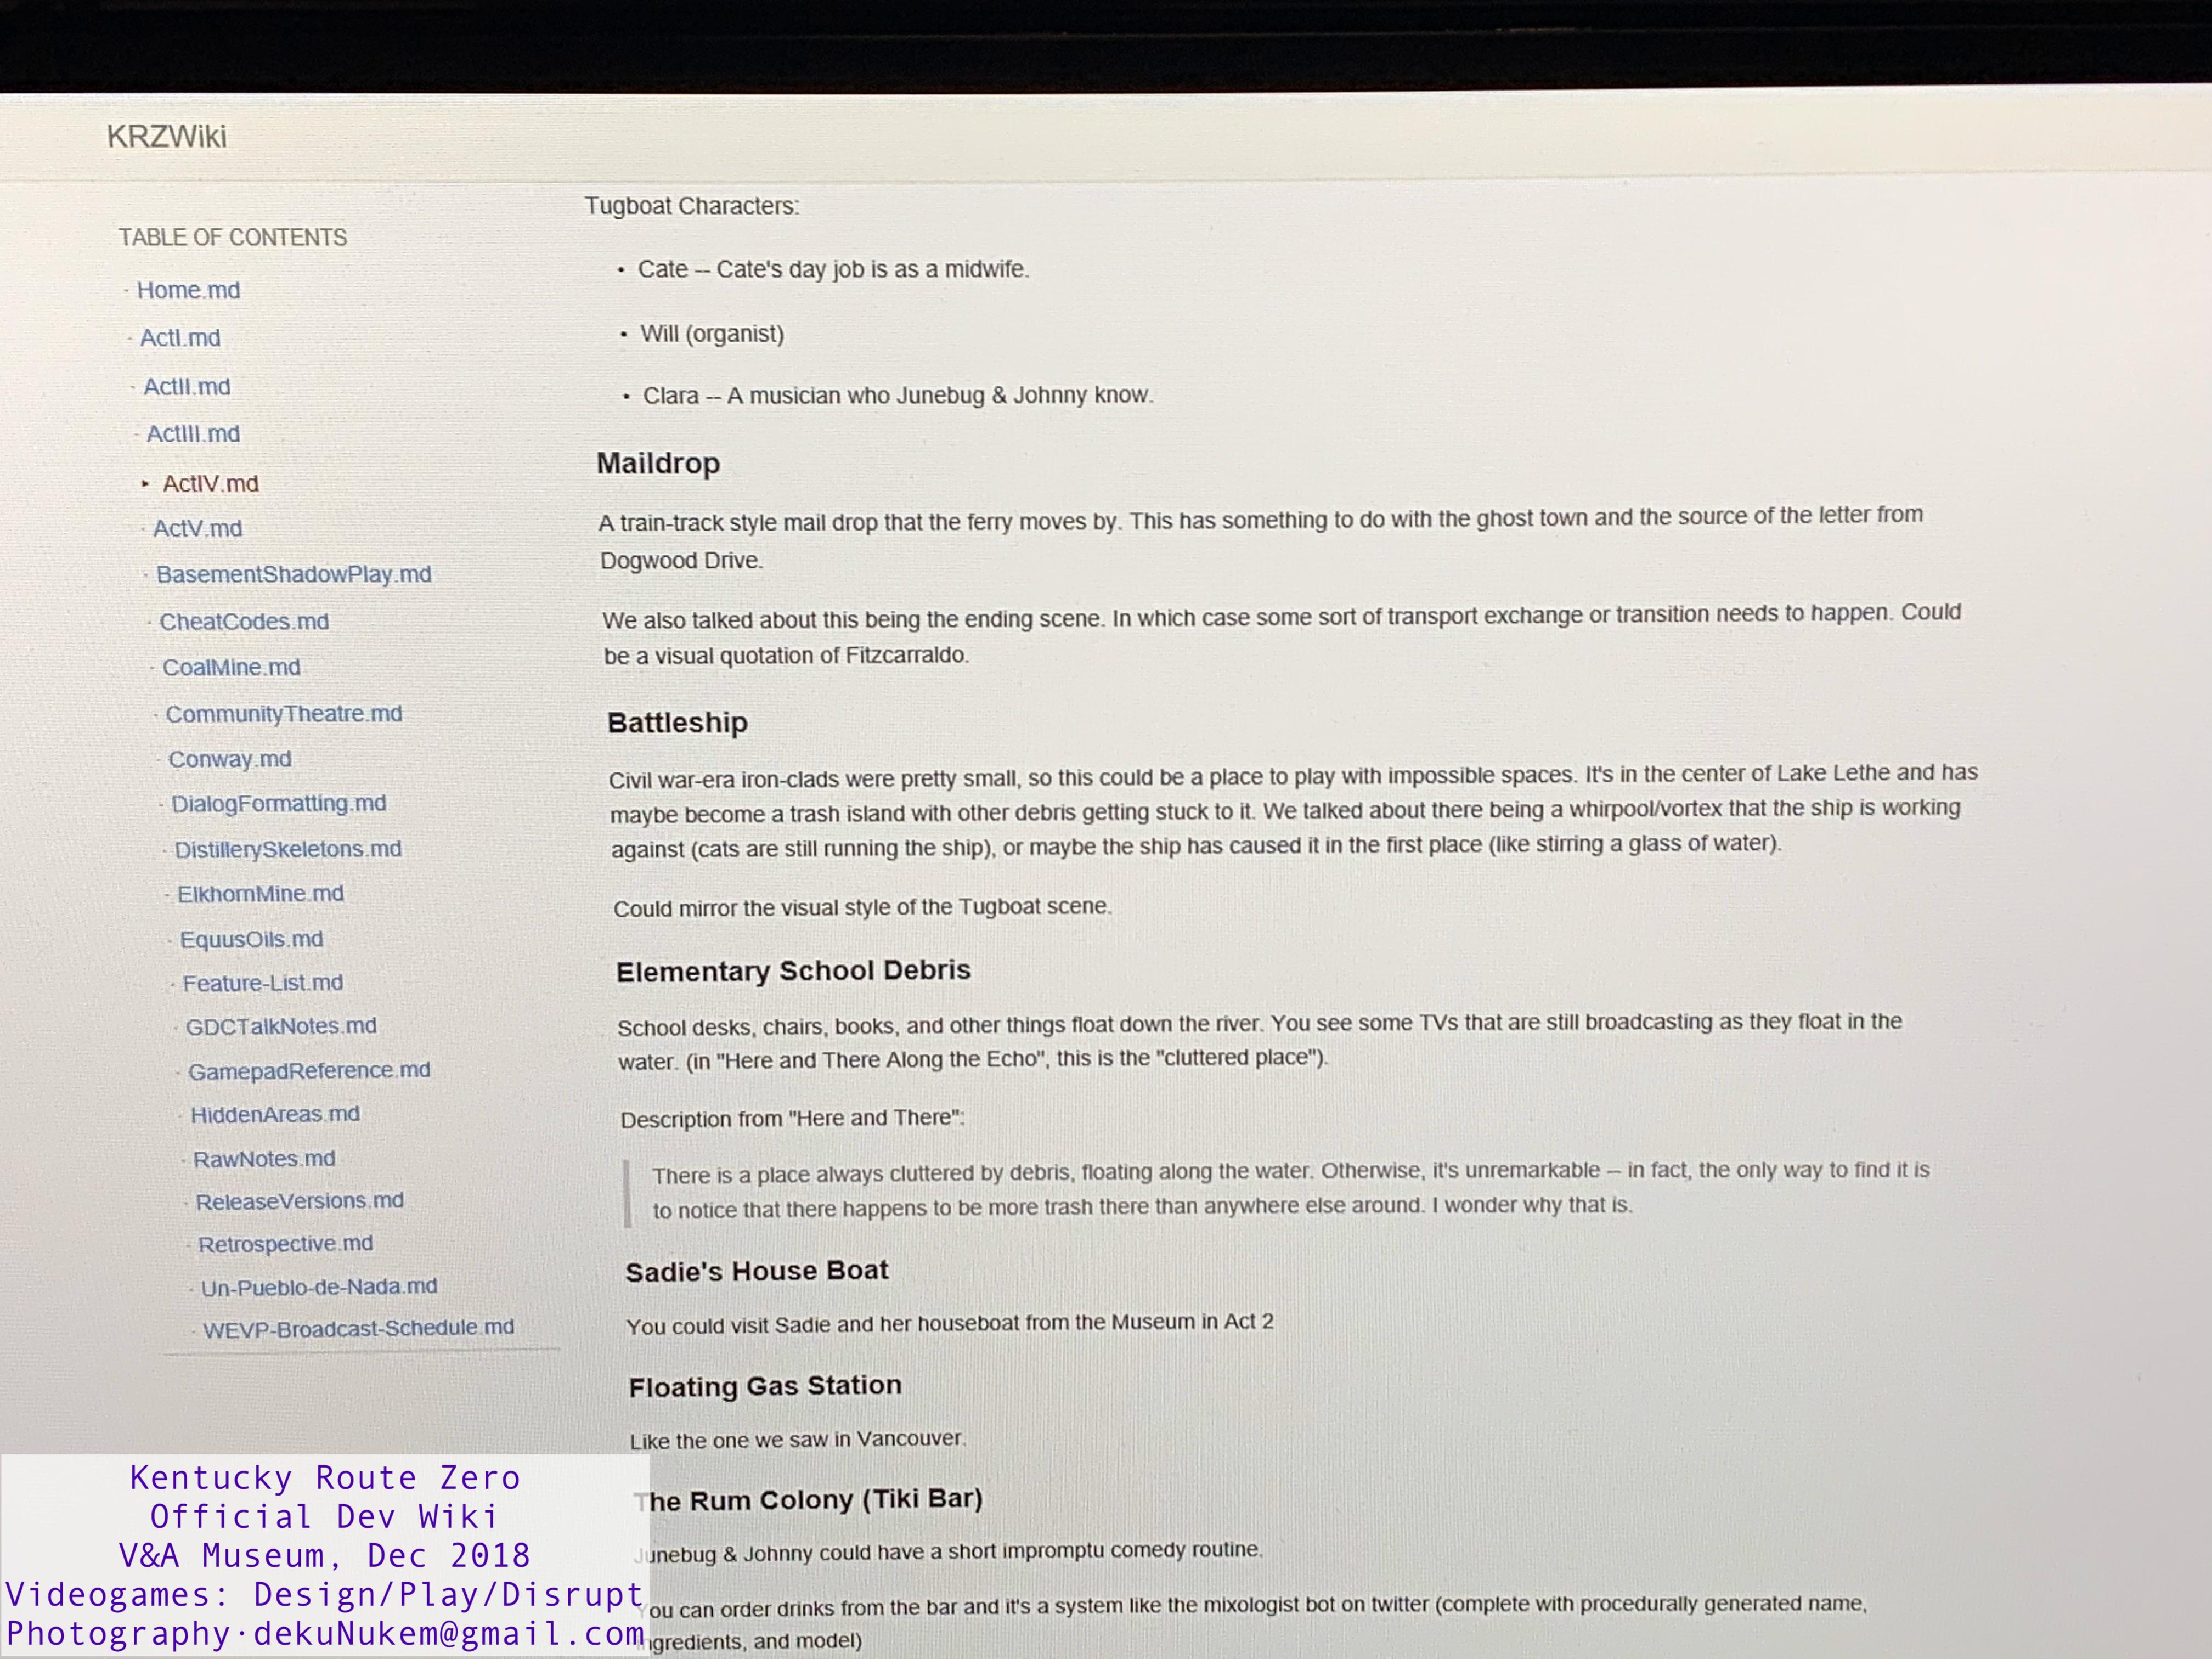 KRZWiki
TABLE OF CONTENTS
- Home.md
- ActI.md
- ActII.md
- ActIII.md
▸ ActIV.md
- ActV.md
- BasementShadowPlay.md
- CheatCodes.md
- CoalMine.md
- CommunityTheatre.md
- Conway.md
- DialogFormatting.md
- DistillerySkeletons.md
- ElkhornMine.md
- EquusOils.md
- Feature-List.md
- GDCTalkNotes.md
- GamepadReference.md
- HiddenAreas.md
- RawNotes.md
- ReleaseVersions.md
- Retrospective.md
- Un-Pueblo-de-Nada.md
- WEVP-Broadcast-Schedule.md
Tugboat Characters:
• Cate -- Cate's day job is as a midwife.
• Will (organist)
• Clara -- A musician who Junebug & Johnny know.
Maildrop
A train-track style mail drop that the ferry moves by. This has something to do with the ghost town and the source of the letter from
Dogwood Drive.
We also talked about this being the ending scene. In which case some sort of transport exchange or transition needs to happen. Could
be a visual quotation of Fitzcarraldo.
Battleship
Civil war-era iron-clads were pretty small, so this could be a place to play with impossible spaces. It's in the center of Lake Lethe and has
maybe become a trash island with other debris getting stuck to it. We talked about there being a whirpool/vortex that the ship is working
against (cats are still running the ship), or maybe the ship has caused it in the first place (like stirring a glass of water).
Could mirror the visual style of the Tugboat scene.
Elementary School Debris
School desks, chairs, books, and other things float down the river. You see some TVs that are still broadcasting as they float in the
water. (in "Here and There Along the Echo", this is the "cluttered place").
Description from "Here and There":
There is a place always cluttered by debris, floating along the water. Otherwise, it's unremarkable – in fact, the only way to find it is
to notice that there happens to be more trash there than anywhere else around. I wonder why that is.
Sadie's House Boat
You could visit Sadie and her houseboat from the Museum in Act 2
Floating Gas Station
Like the one we saw in Vancouver.
The Rum Colony (Tiki Bar)
Junebug & Johnny could have a short impromptu comedy routine.
You can order drinks from the bar and it's a system like the mixologist bot on twitter (complete with procedurally generated name,
ingredients, and model)
Kentucky Route Zero
Official Dev Wiki
V&A Museum, Dec 2018
Videogames: Design/Play/Disrupt
Photography·dekuNukem@gmail.com